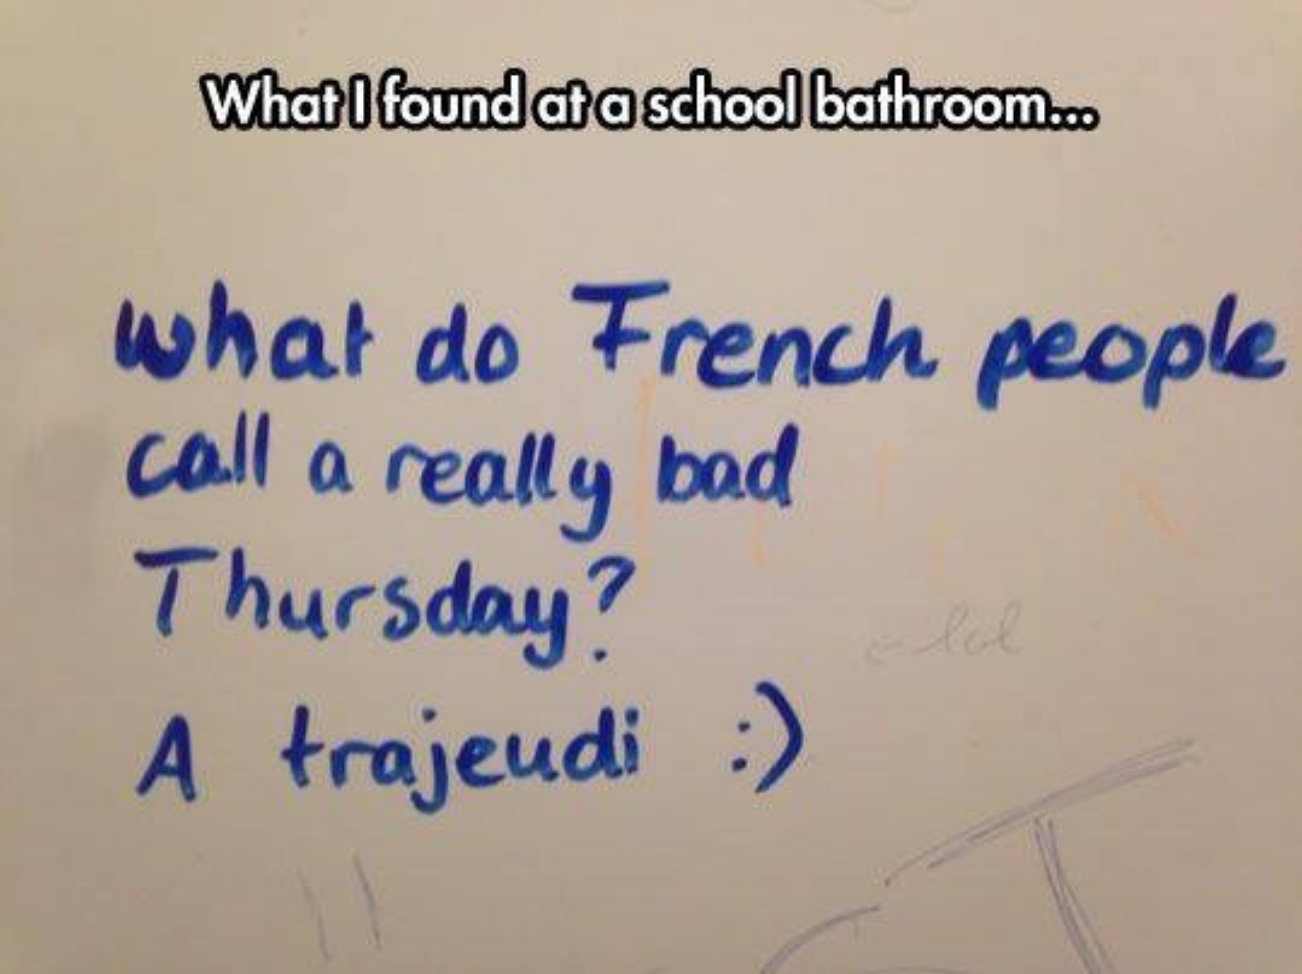 What I found at a school bathroom...
what do French people
call a really bad
Thursday?
lol
A trajeudi :)